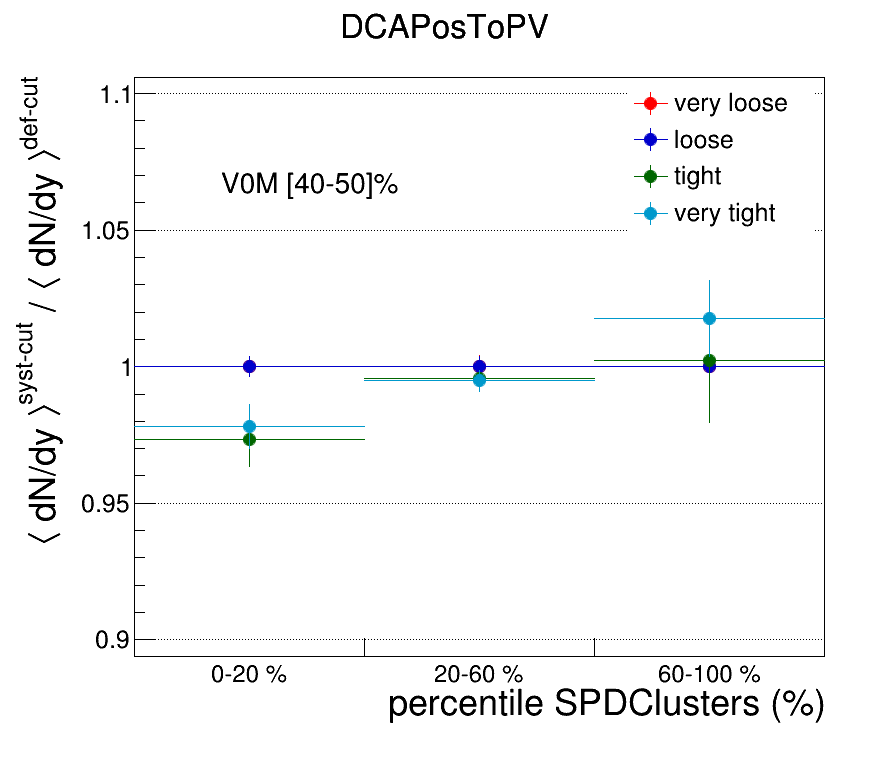 DCAPosToPV
⟨ dN/dy ⟩^syst-cut / ⟨ dN/dy ⟩^def-cut
1.1
1.05
1
0.95
0.9
V0M [40-50]%
very loose
loose
tight
very tight
0-20 %
20-60 %
60-100 %
percentile SPDClusters (%)